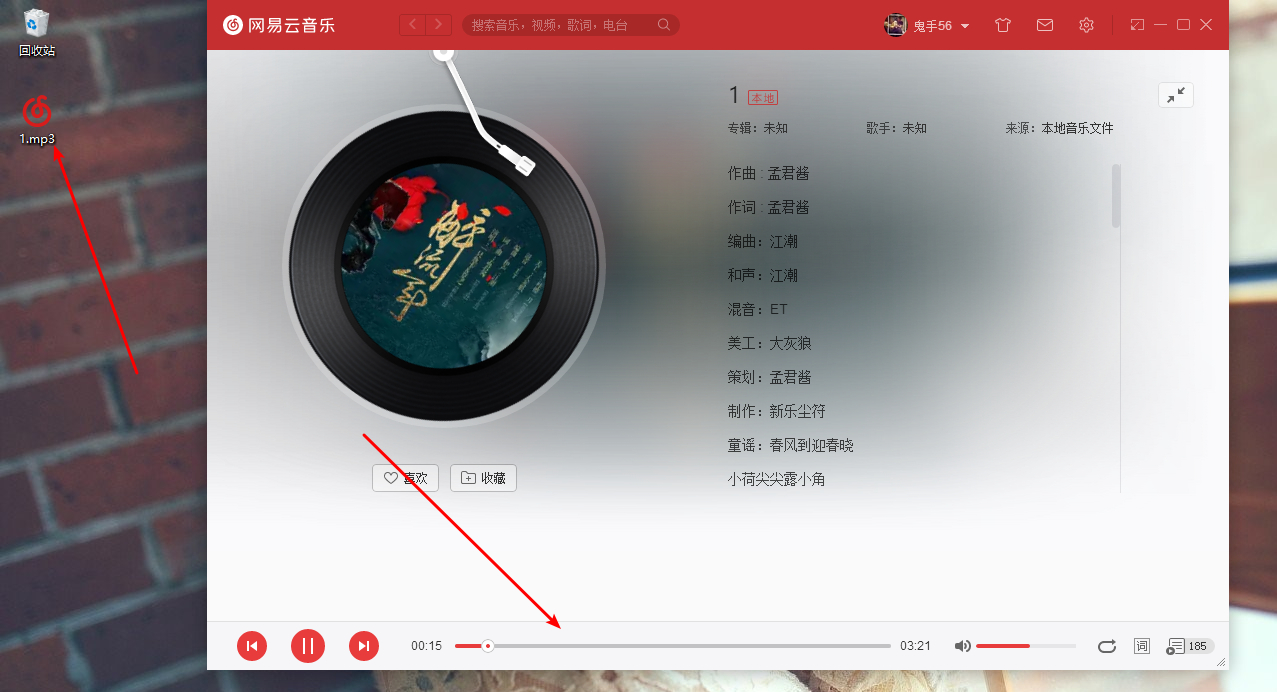 回收站
1.mp3
网易云音乐
搜索音乐，视频，歌词，电台
鬼手56
1 本地
专辑：未知 歌手：未知 来源：本地音乐文件
作曲 : 孟君酱
作词 : 孟君酱
编曲：江潮
和声：江潮
混音：ET
美工：大灰狼
策划：孟君酱
制作：新乐尘符
童谣：春风到迎春晓
小荷尖尖露小角
喜欢 收藏
00:15 03:21 词 185